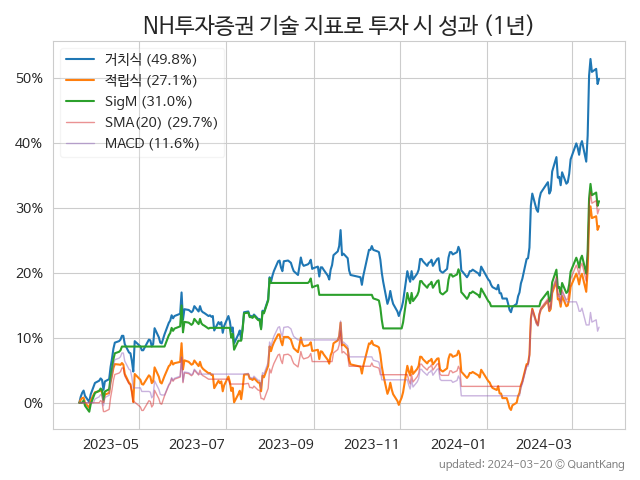 NH투자증권 기술 지표로 투자 시 성과 (1년)
거치식 (49.8%)
적립식 (27.1%)
SigM (31.0%)
SMA(20) (29.7%)
MACD (11.6%)
50%
40%
30%
20%
10%
0%
2023-05 2023-07 2023-09 2023-11 2024-01 2024-03
updated: 2024-03-20 © QuantKang